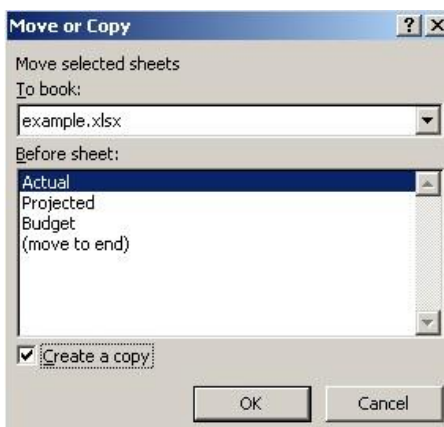 Move or Copy
Move selected sheets
To book:
example.xlsx
Before sheet:
Actual
Projected
Budget
(move to end)
Create a copy
OK Cancel